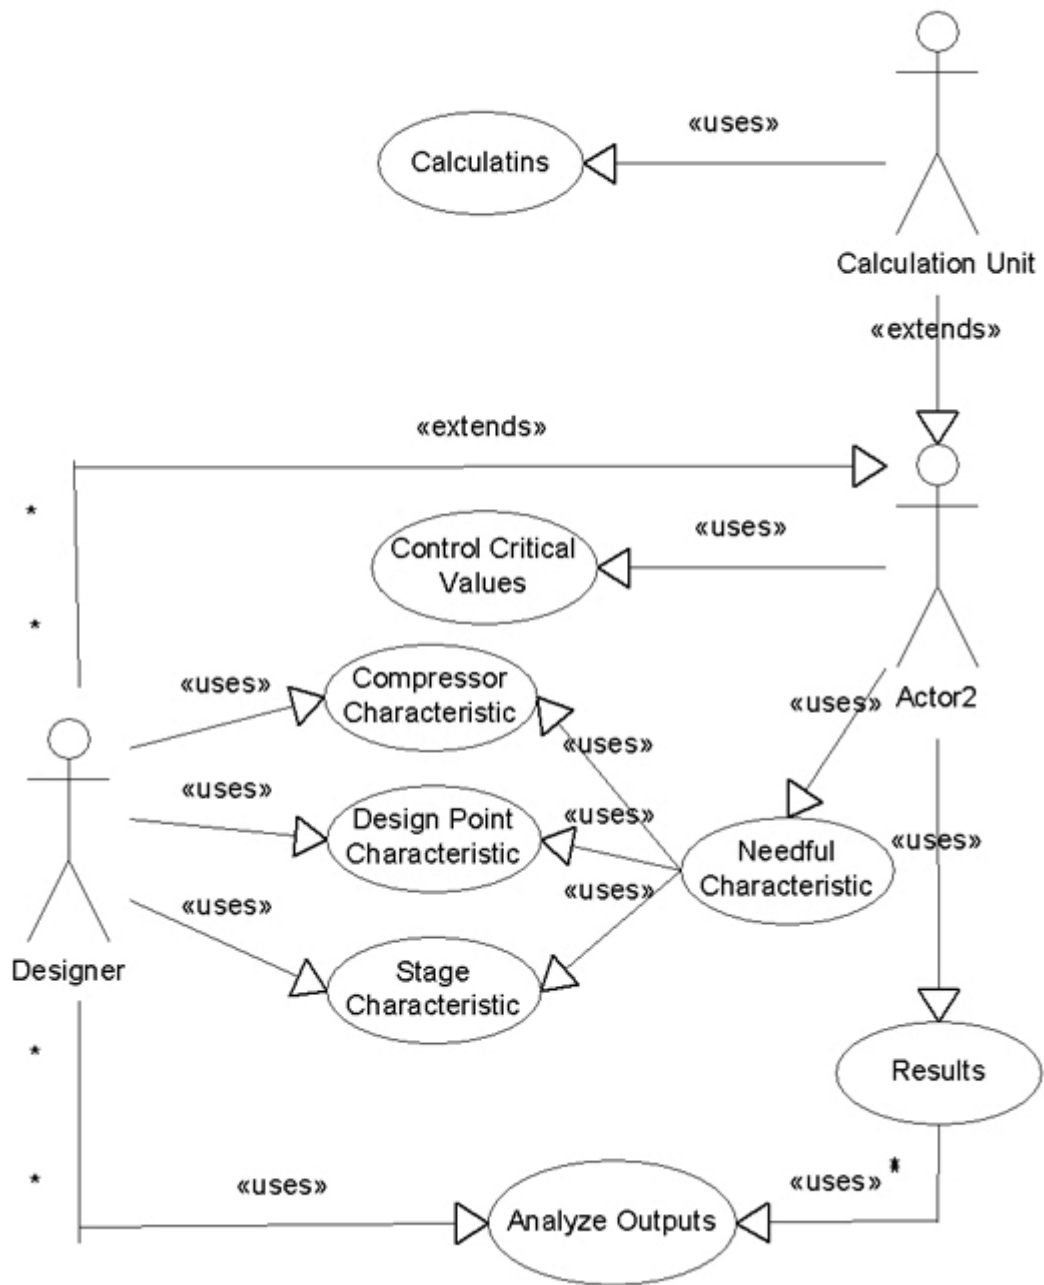 «uses»
Calculatins
Calculation Unit
«extends»
«extends»
*
«uses»
Control Critical
Values
*
«uses»
Compressor
Characteristic
«uses»
Actor2
«uses»
«uses»
Design Point
Characteristic
«uses»
Needful
Characteristic
«uses»
«uses»
«uses»
Stage
Characteristic
Designer
*
Results
*
«uses»
«uses»
*
Analyze Outputs